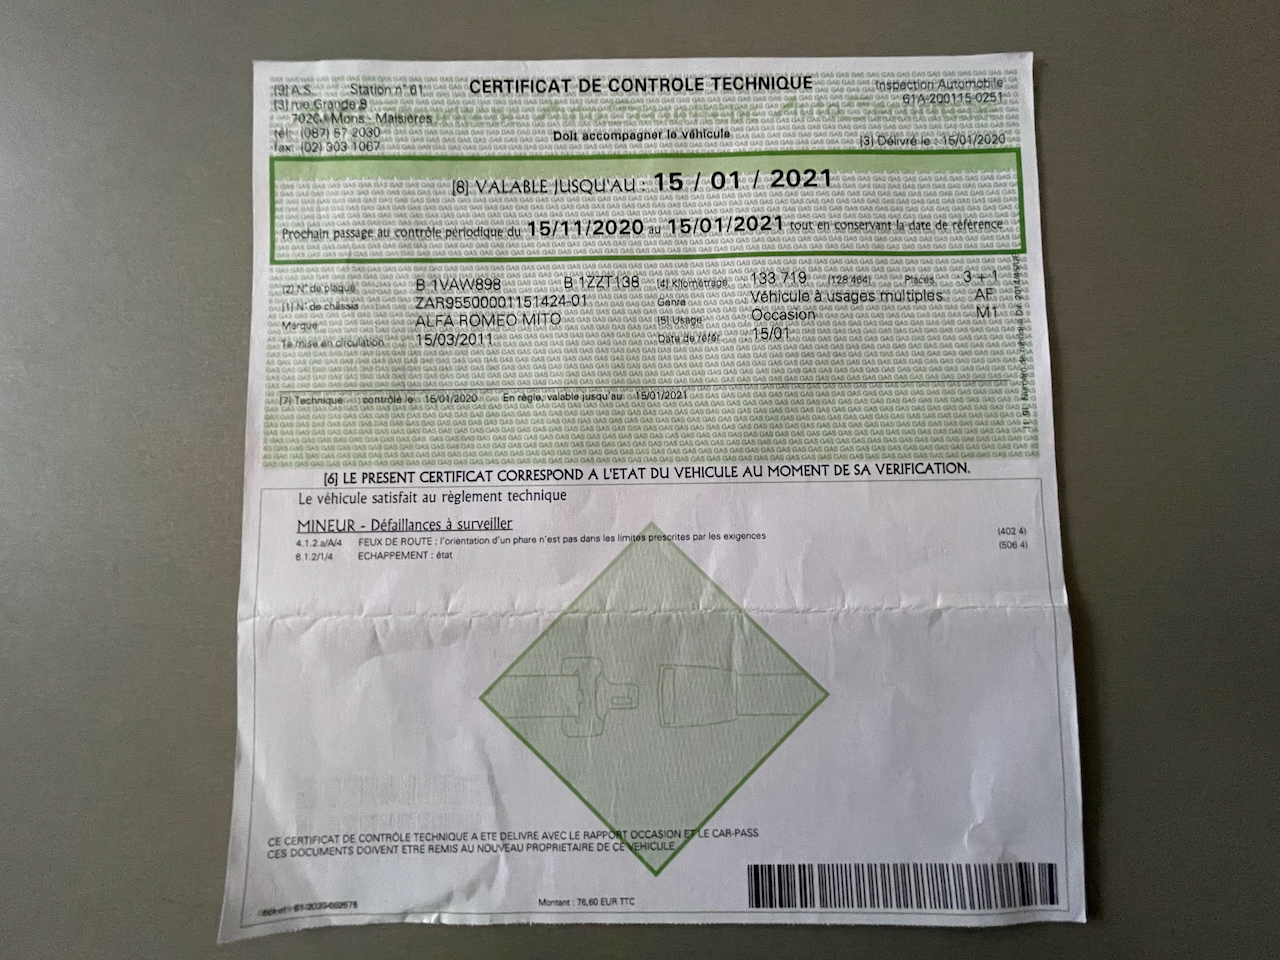 [9] A.S. Station n° 61
[3] rue Grande 8
7020 Mons - Maisières
tél: (087) 57 2030
fax: (02) 303 1067
CERTIFICAT DE CONTROLE TECHNIQUE
Doit accompagner le véhicule
Inspection Automobile
61A-200115-0251
[3] Délivré le : 15/01/2020
[8] VALABLE JUSQU'AU : 15 / 01 / 2021
Prochain passage au contrôle périodique du 15/11/2020 au 15/01/2021 tout en conservant la date de référence
(2) N° de plaque B 1VAW898 B 1ZZT138
[1] N° de châssis ZAR95500001151424-01
Marque ALFA ROMEO MITO
1e mise en circulation 15/03/2011
[4] Kilométrage 133 719 (128 464) Places 3 + 1
Genre Véhicule à usages multiples AF
[5] Usage Occasion M1
Date de référ. 15/01
[7] Technique : contrôlé le 15/01/2020 En règle, valable jusqu'au 15/01/2021
[6] LE PRESENT CERTIFICAT CORRESPOND A L'ETAT DU VEHICULE AU MOMENT DE SA VERIFICATION.
Le véhicule satisfait au règlement technique
MINEUR - Défaillances à surveiller
4.1.2.a/A/4 FEUX DE ROUTE : l'orientation d'un phare n'est pas dans les limites prescrites par les exigences (402 4)
6.1.2/1/4 ECHAPPEMENT : état (506 4)
CE CERTIFICAT DE CONTRÔLE TECHNIQUE A ETE DELIVRE AVEC LE RAPPORT OCCASION ET LE CAR-PASS
CES DOCUMENTS DOIVENT ETRE REMIS AU NOUVEAU PROPRIETAIRE DE CE VEHICULE
Montant : 76,60 EUR TTC